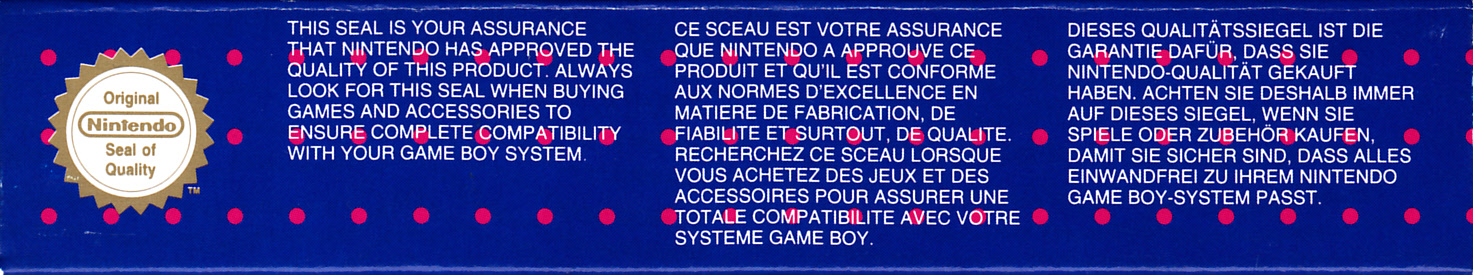 Original
Nintendo
Seal of
Quality
TM
THIS SEAL IS YOUR ASSURANCE
THAT NINTENDO HAS APPROVED THE
QUALITY OF THIS PRODUCT. ALWAYS
LOOK FOR THIS SEAL WHEN BUYING
GAMES AND ACCESSORIES TO
ENSURE COMPLETE COMPATIBILITY
WITH YOUR GAME BOY SYSTEM.
CE SCEAU EST VOTRE ASSURANCE
QUE NINTENDO A APPROUVE CE
PRODUIT ET QU'IL EST CONFORME
AUX NORMES D'EXCELLENCE EN
MATIERE DE FABRICATION, DE
FIABILITE ET SURTOUT, DE QUALITE.
RECHERCHEZ CE SCEAU LORSQUE
VOUS ACHETEZ DES JEUX ET DES
ACCESSOIRES POUR ASSURER UNE
TOTALE COMPATIBILITE AVEC VOTRE
SYSTEME GAME BOY.
DIESES QUALITÄTSSIEGEL IST DIE
GARANTIE DAFÜR, DASS SIE
NINTENDO-QUALITÄT GEKAUFT
HABEN. ACHTEN SIE DESHALB IMMER
AUF DIESES SIEGEL, WENN SIE
SPIELE ODER ZUBEHÖR KAUFEN,
DAMIT SIE SICHER SIND, DASS ALLES
EINWANDFREI ZU IHREM NINTENDO
GAME BOY-SYSTEM PASST.